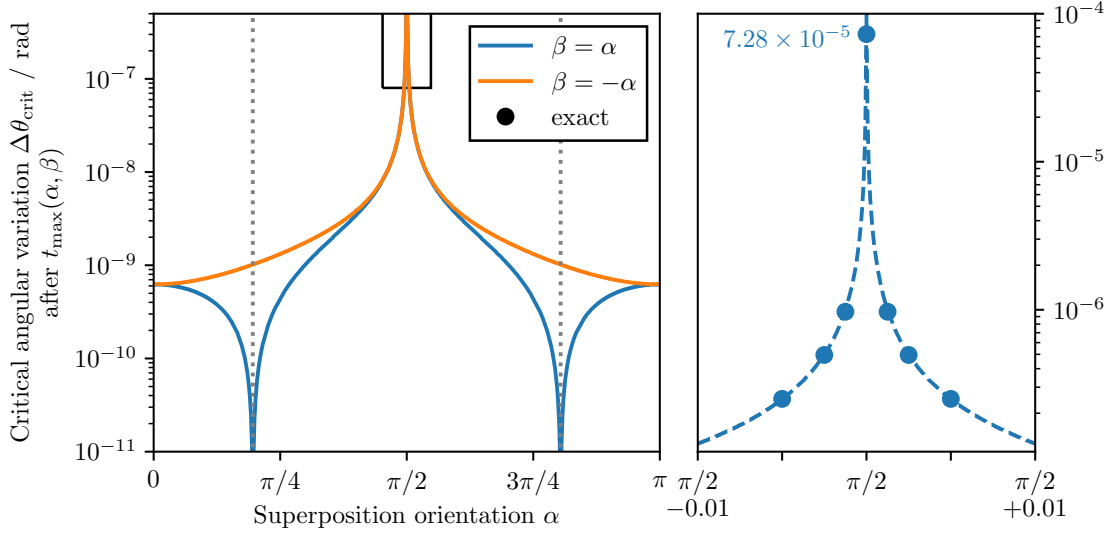 Critical angular variation Δθ_crit / rad
after t_max(α, β)
10⁻⁷
10⁻⁸
10⁻⁹
10⁻¹⁰
10⁻¹¹
β = α
β = −α
exact
0
π/4
π/2
3π/4
π
Superposition orientation α
7.28 × 10⁻⁵
10⁻⁴
10⁻⁵
10⁻⁶
π/2
−0.01
π/2
π/2
+0.01